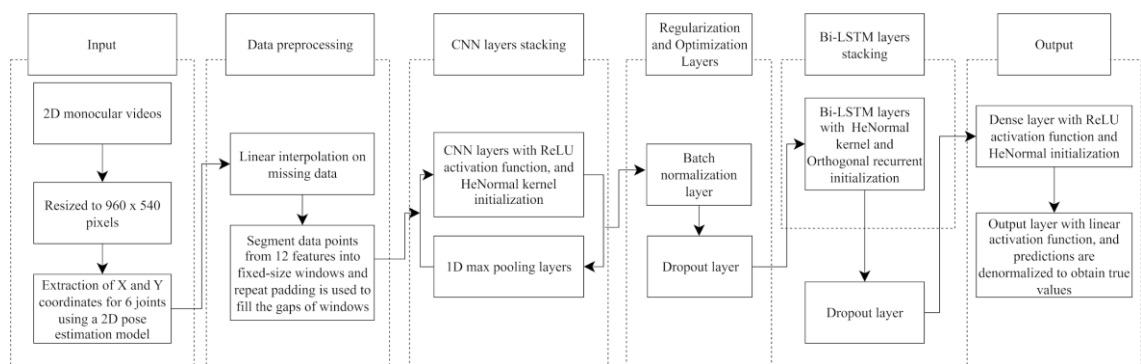 Input
2D monocular videos
Resized to 960 x 540
pixels
Extraction of X and Y
coordinates for 6 joints
using a 2D pose
estimation model
Data preprocessing
Linear interpolation on
missing data
Segment data points
from 12 features into
fixed-size windows and
repeat padding is used to
fill the gaps of windows
CNN layers stacking
CNN layers with ReLU
activation function, and
HeNormal kernel
initialization
1D max pooling layers
Regularization
and Optimization
Layers
Batch
normalization
layer
Dropout layer
Bi-LSTM layers
stacking
Bi-LSTM layers
with HeNormal
kernel and
Orthogonal recurrent
initialization
Dropout layer
Output
Dense layer with ReLU
activation function and
HeNormal initialization
Output layer with linear
activation function, and
predictions are
denormalized to obtain true
values